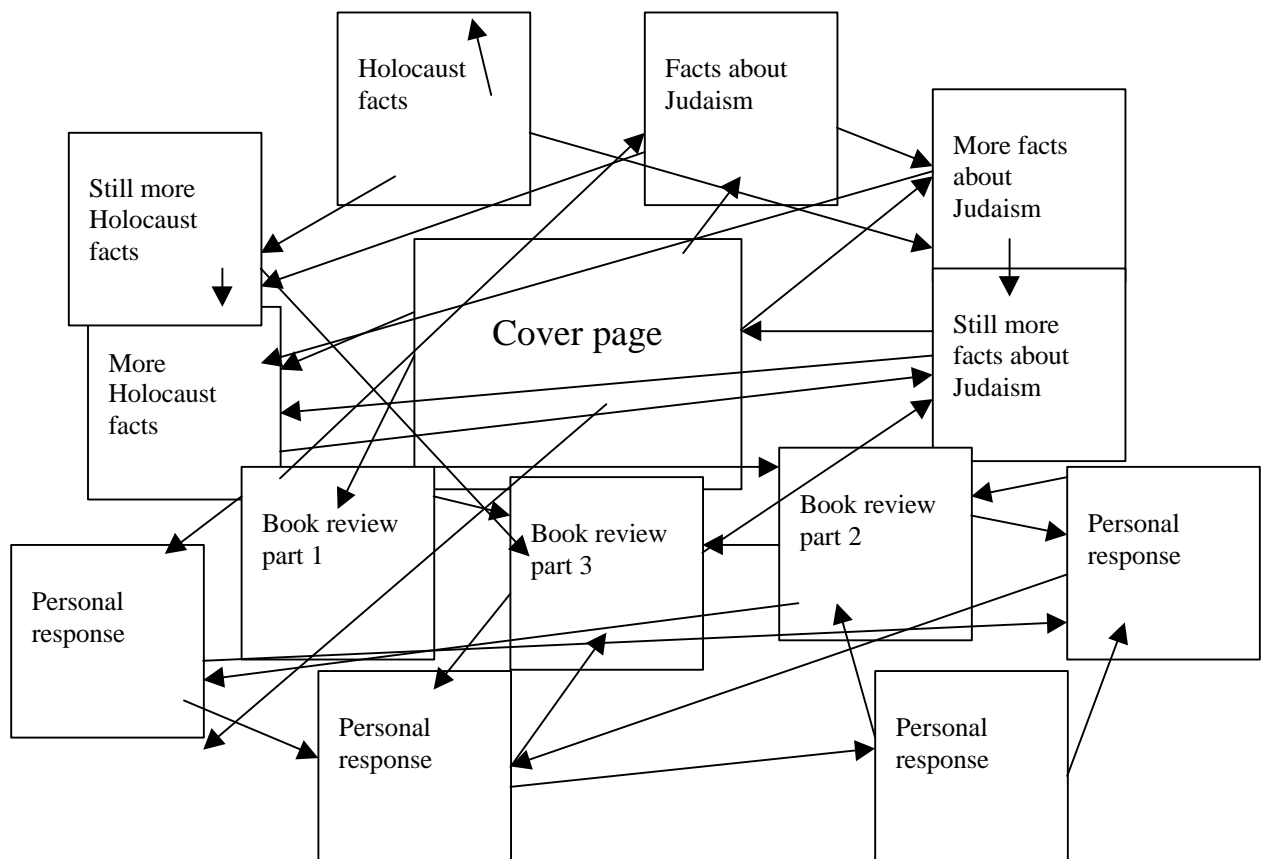 Holocaust
facts
Facts about
Judaism
More facts
about
Judaism
Still more
Holocaust
facts
Cover page
Still more
facts about
Judaism
More
Holocaust
facts
Book review
part 1
Book review
part 3
Book review
part 2
Personal
response
Personal
response
Personal
response
Personal
response